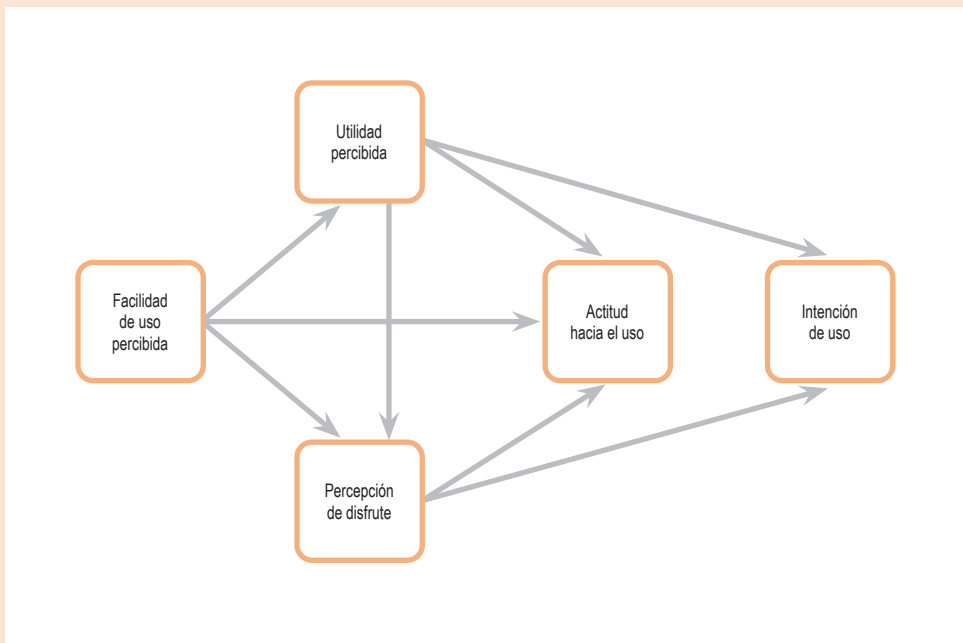 Utilidad
percibida
Facilidad
de uso
percibida
Actitud
hacia el uso
Intención
de uso
Percepción
de disfrute